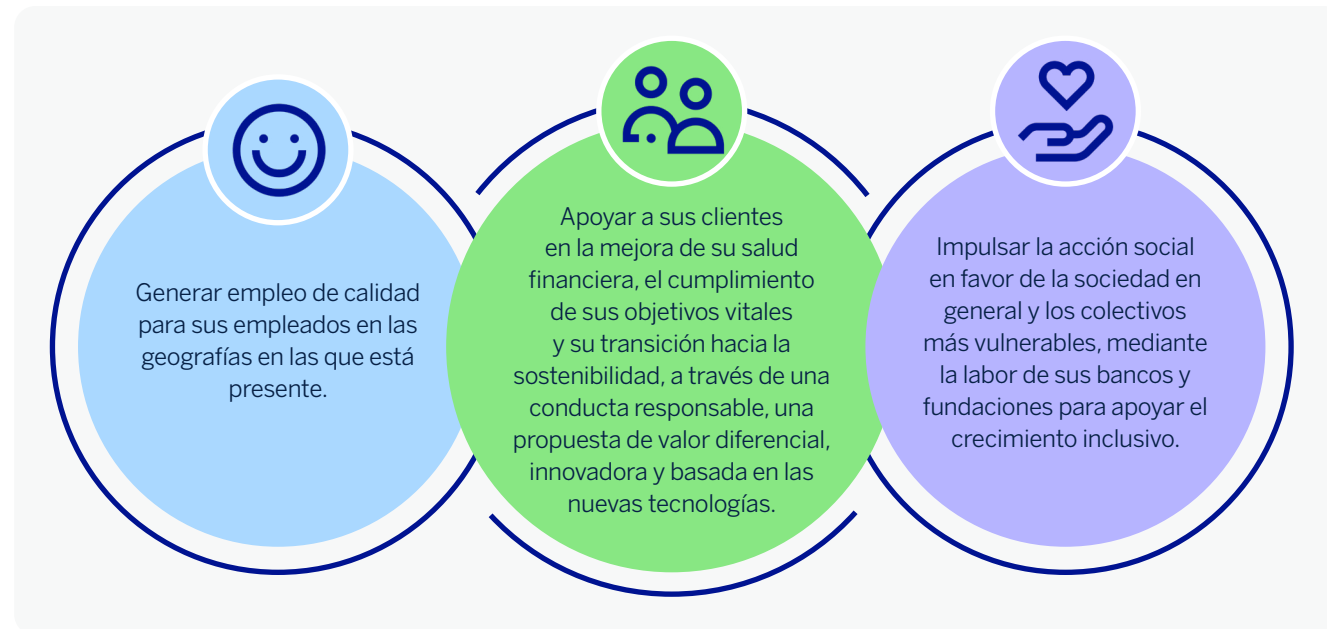 Generar empleo de calidad
para sus empleados en las
geografías en las que está
presente.
Apoyar a sus clientes
en la mejora de su salud
financiera, el cumplimiento
de sus objetivos vitales
y su transición hacia la
sostenibilidad, a través de una
conducta responsable, una
propuesta de valor diferencial,
innovadora y basada en las
nuevas tecnologías.
Impulsar la acción social
en favor de la sociedad en
general y los colectivos
más vulnerables, mediante
la labor de sus bancos y
fundaciones para apoyar el
crecimiento inclusivo.